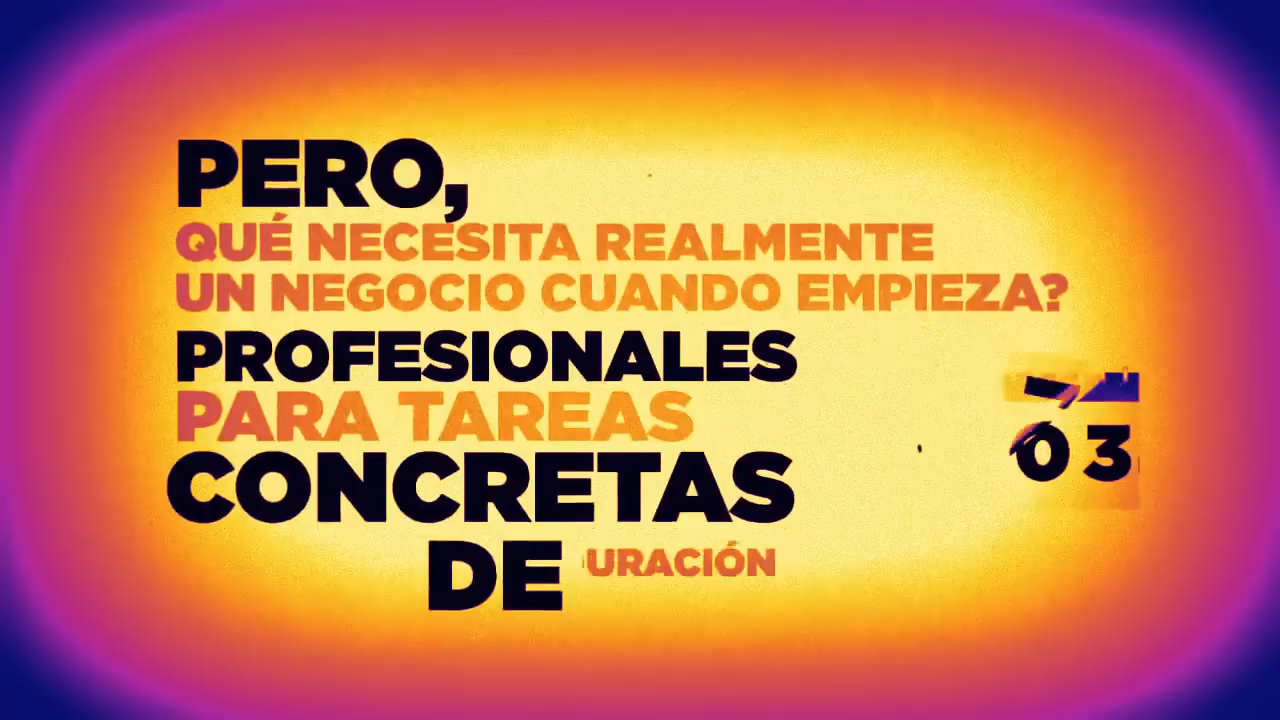 PERO,
QUÉ NECESITA REALMENTE
UN NEGOCIO CUANDO EMPIEZA?
PROFESIONALES
PARA TAREAS
CONCRETAS
DE URACIÓN
03